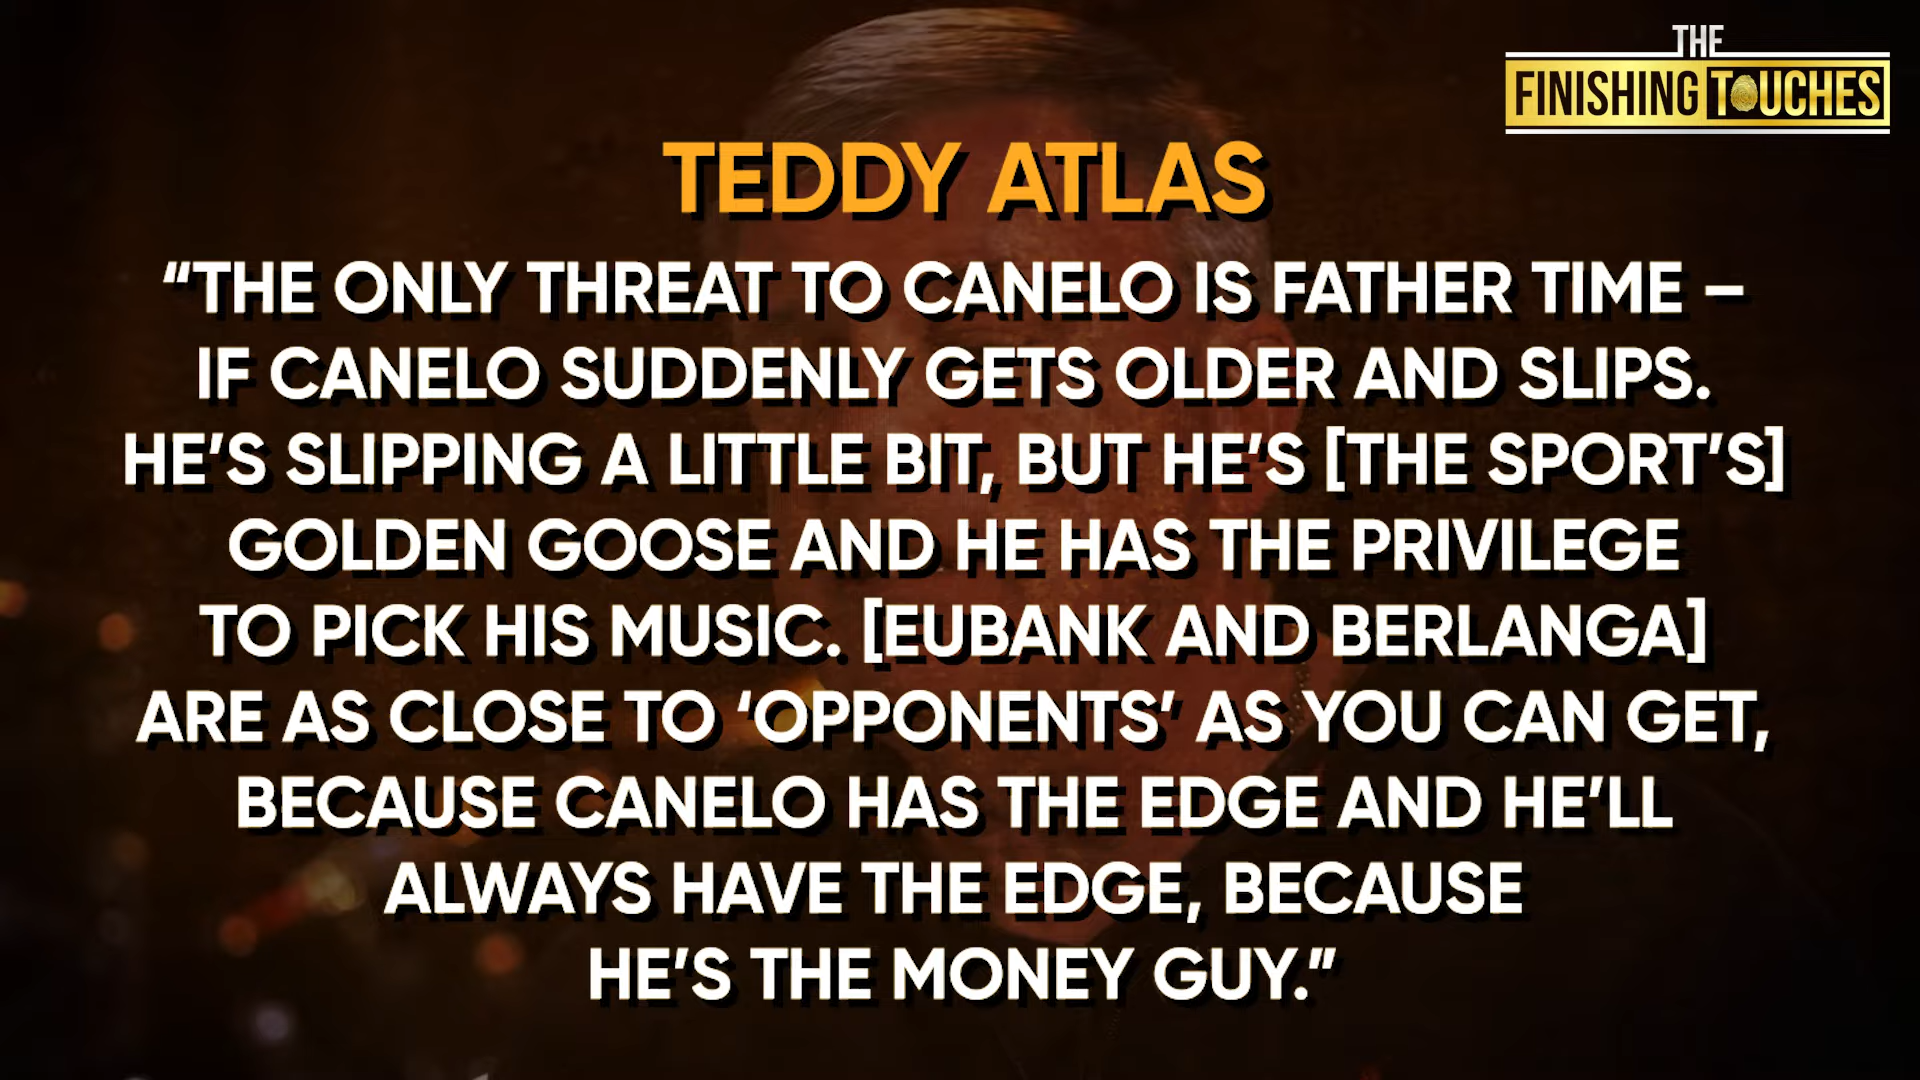 THE
FINISHING TOUCHES
TEDDY ATLAS
“THE ONLY THREAT TO CANELO IS FATHER TIME –
IF CANELO SUDDENLY GETS OLDER AND SLIPS.
HE’S SLIPPING A LITTLE BIT, BUT HE’S [THE SPORT’S]
GOLDEN GOOSE AND HE HAS THE PRIVILEGE
TO PICK HIS MUSIC. [EUBANK AND BERLANGA]
ARE AS CLOSE TO ‘OPPONENTS’ AS YOU CAN GET,
BECAUSE CANELO HAS THE EDGE AND HE’LL
ALWAYS HAVE THE EDGE, BECAUSE
HE’S THE MONEY GUY.”